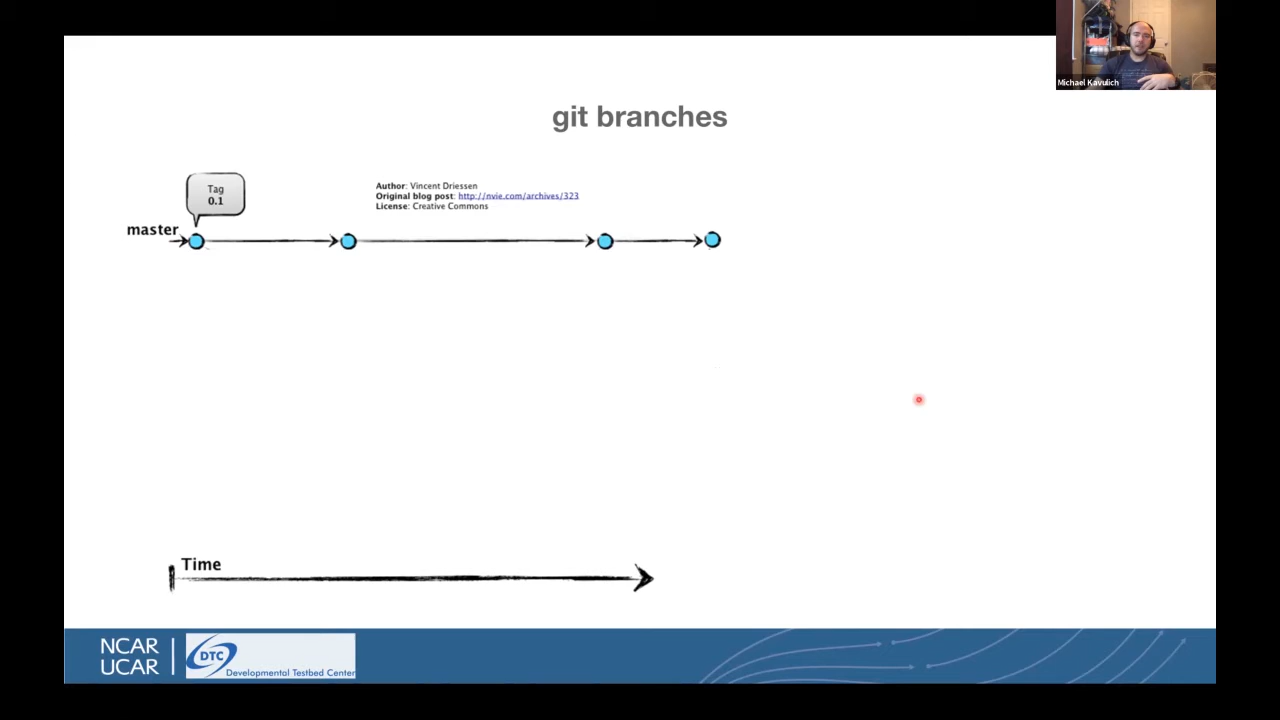 Michael Kavulich
git branches
Tag
0.1
Author: Vincent Driessen
Original blog post: http://nvie.com/archives/323
License: Creative Commons
master
Time
NCAR
UCAR
DTC
Developmental Testbed Center